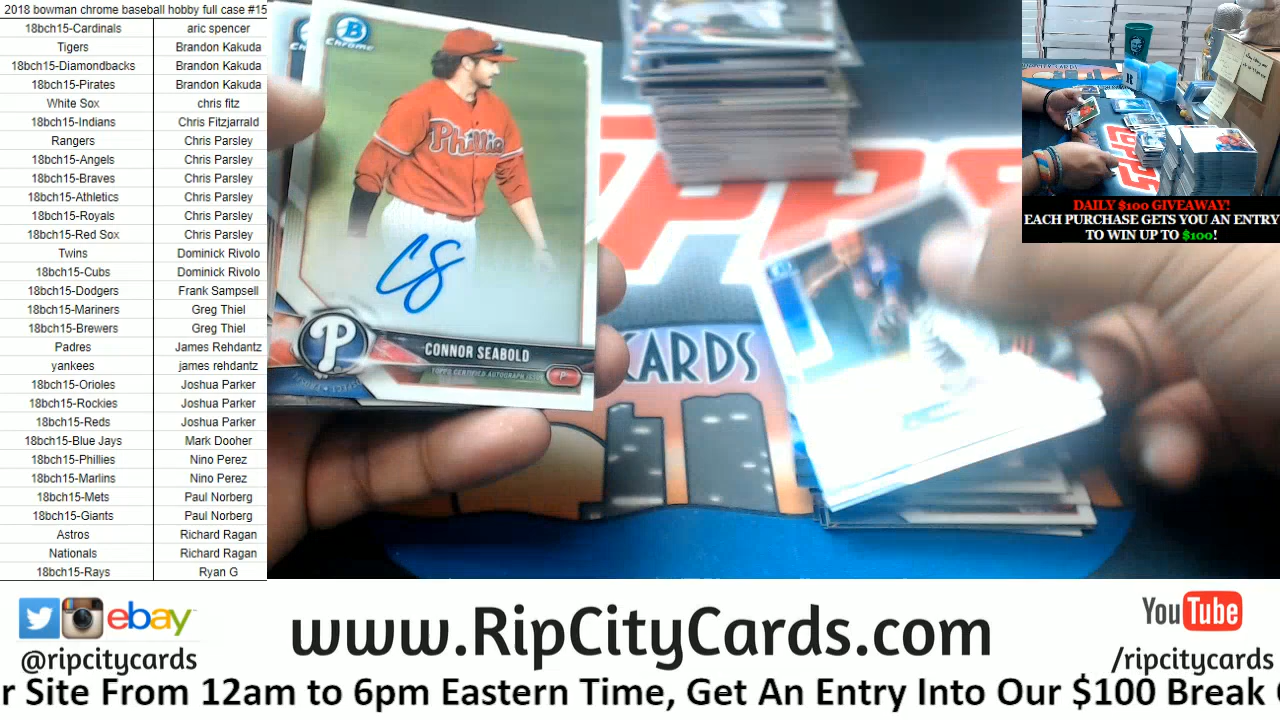 2018 bowman chrome baseball hobby full case #15
18bch15-Cardinals aric spencer
Tigers Brandon Kakuda
18bch15-Diamondbacks Brandon Kakuda
18bch15-Pirates Brandon Kakuda
White Sox chris fitz
18bch15-Indians Chris Fitzjarrald
Rangers Chris Parsley
18bch15-Angels Chris Parsley
18bch15-Braves Chris Parsley
18bch15-Athletics Chris Parsley
18bch15-Royals Chris Parsley
18bch15-Red Sox Chris Parsley
Twins Dominick Rivolo
18bch15-Cubs Dominick Rivolo
18bch15-Dodgers Frank Sampsell
18bch15-Mariners Greg Thiel
18bch15-Brewers Greg Thiel
Padres James Rehdantz
yankees james rehdantz
18bch15-Orioles Joshua Parker
18bch15-Rockies Joshua Parker
18bch15-Reds Joshua Parker
18bch15-Blue Jays Mark Dooher
18bch15-Phillies Nino Perez
18bch15-Marlins Nino Perez
18bch15-Mets Paul Norberg
18bch15-Giants Paul Norberg
Astros Richard Ragan
Nationals Richard Ragan
18bch15-Rays Ryan G
B
Chrome
Phillies
CS
P
CONNOR SEABOLD
TOPPS CERTIFIED AUTOGRAPH ISSUE
P
CARDS
TOPPS
DAILY $100 GIVEAWAY!
EACH PURCHASE GETS YOU AN ENTRY
TO WIN UP TO $100!
ebay
@ripcitycards
www.RipCityCards.com
YouTube
/ripcitycards
r Site From 12am to 6pm Eastern Time, Get An Entry Into Our $100 Break